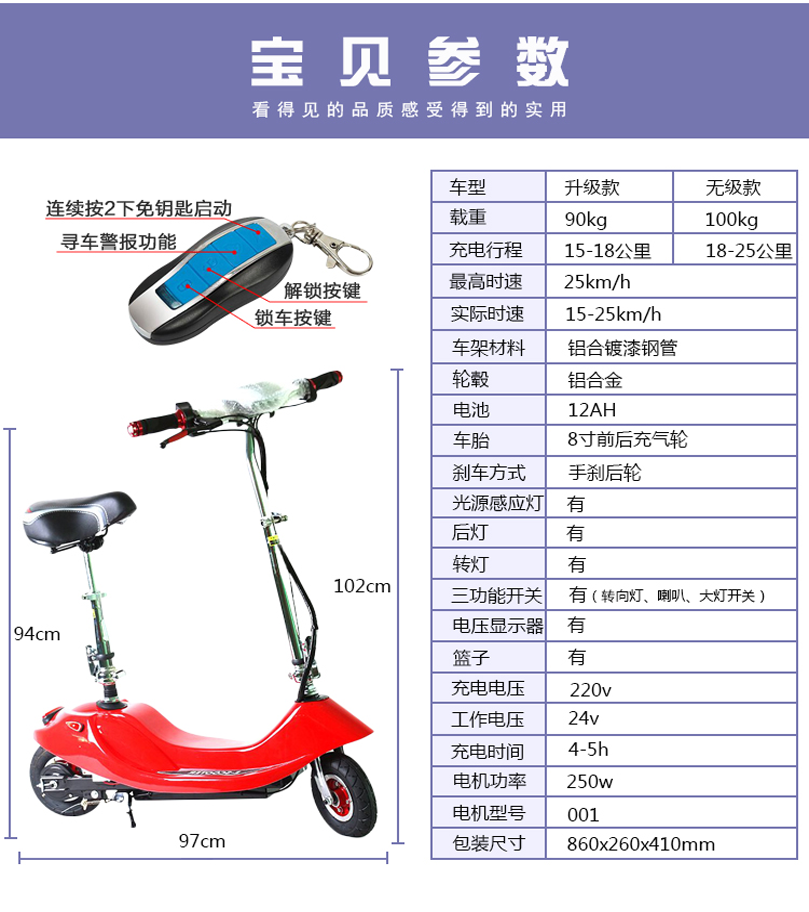 宝贝参数
看得见的品质感受得到的实用
连续按2下免钥匙启动
寻车警报功能
解锁按键
锁车按键
车型 升级款 无级款
载重 90kg 100kg
充电行程 15-18公里 18-25公里
最高时速 25km/h
实际时速 15-25km/h
车架材料 铝合镀漆钢管
轮毂 铝合金
电池 12AH
车胎 8寸前后充气轮
刹车方式 手刹后轮
光源感应灯 有
后灯 有
转灯 有
三功能开关 有（转向灯、喇叭、大灯开关）
电压显示器 有
篮子 有
充电电压 220v
工作电压 24v
充电时间 4-5h
电机功率 250w
电机型号 001
包装尺寸 860x260x410mm
102cm
94cm
97cm